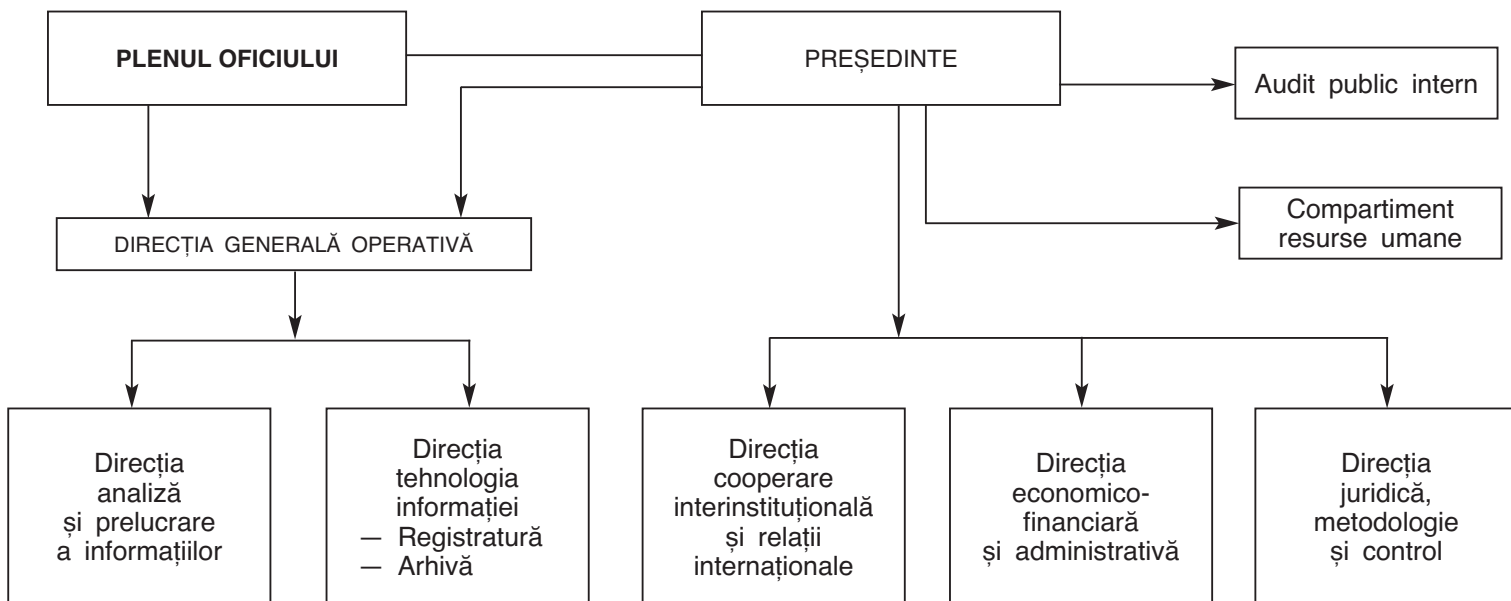 PLENUL OFICIULUI
PREȘEDINTE
Audit public intern
Compartiment
resurse umane
DIRECȚIA GENERALĂ OPERATIVĂ
Direcția
analiză
și prelucrare
a informațiilor
Direcția
tehnologia
informației
— Registratură
— Arhivă
Direcția
cooperare
interinstituțională
și relații
internaționale
Direcția
economico-
financiară
și administrativă
Direcția
juridică,
metodologie
și control